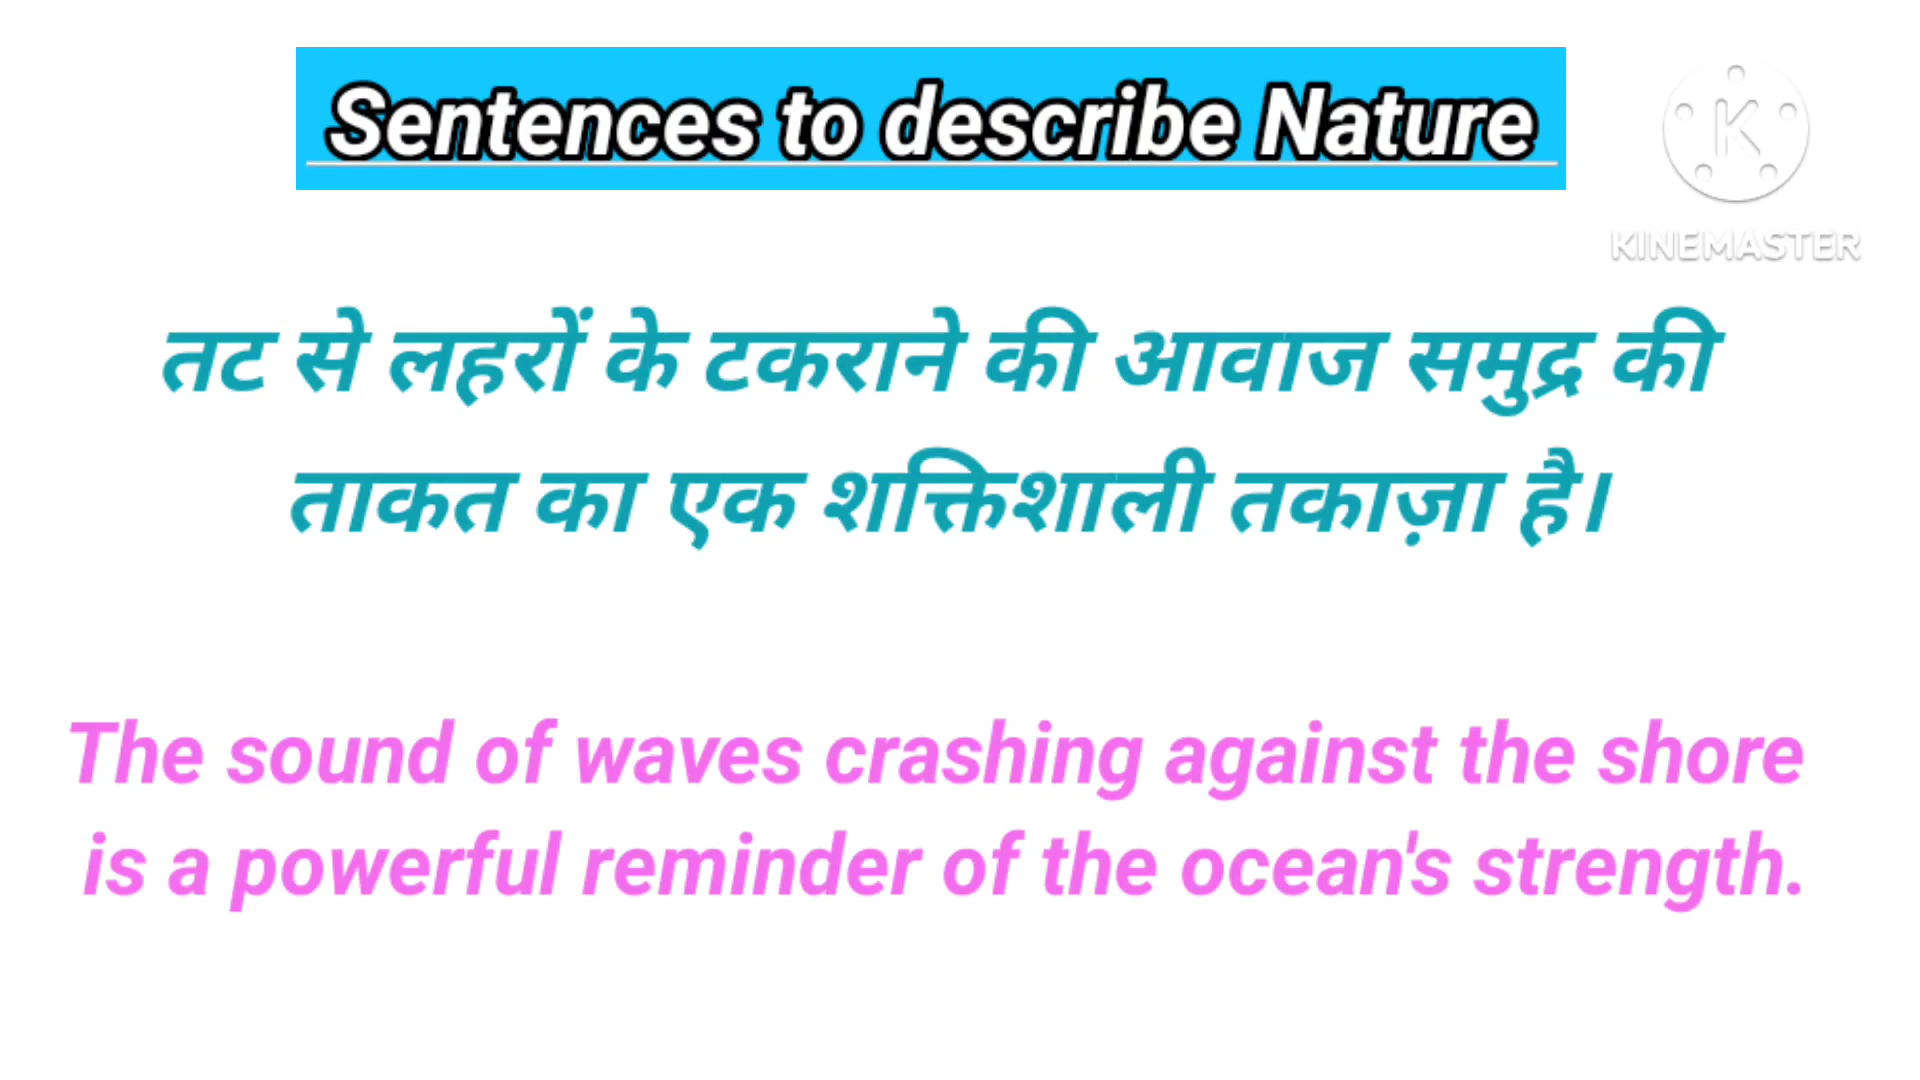 Sentences to describe Nature
K
KINEMASTER
तट से लहरों के टकराने की आवाज समुद्र की
ताकत का एक शक्तिशाली तकाज़ा है।
The sound of waves crashing against the shore
is a powerful reminder of the ocean's strength.